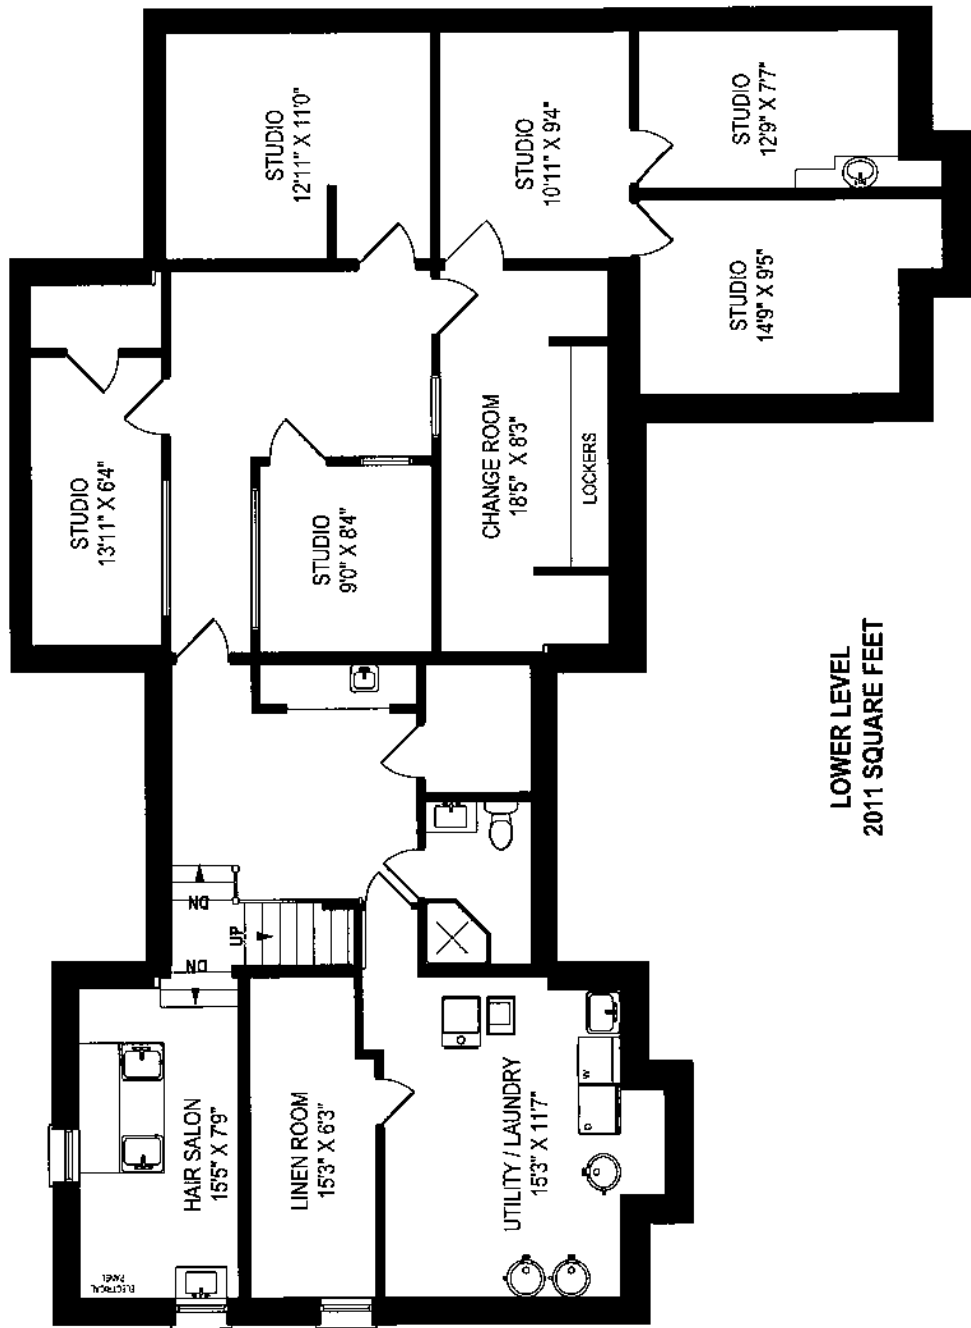 STUDIO
12'11" X 11'0"
STUDIO
10'11" X 9'4"
STUDIO
12'9" X 7'7"
STUDIO
14'9" X 9'5"
STUDIO
13'11" X 6'4"
STUDIO
9'0" X 8'4"
CHANGE ROOM
18'5" X 8'3"
LOCKERS
DN
UP
DN
HAIR SALON
15'5" X 7'9"
LINEN ROOM
15'3" X 6'3"
UTILITY / LAUNDRY
15'3" X 11'7"
W
D
ELECTRICAL
PANEL
LOWER LEVEL
2011 SQUARE FEET